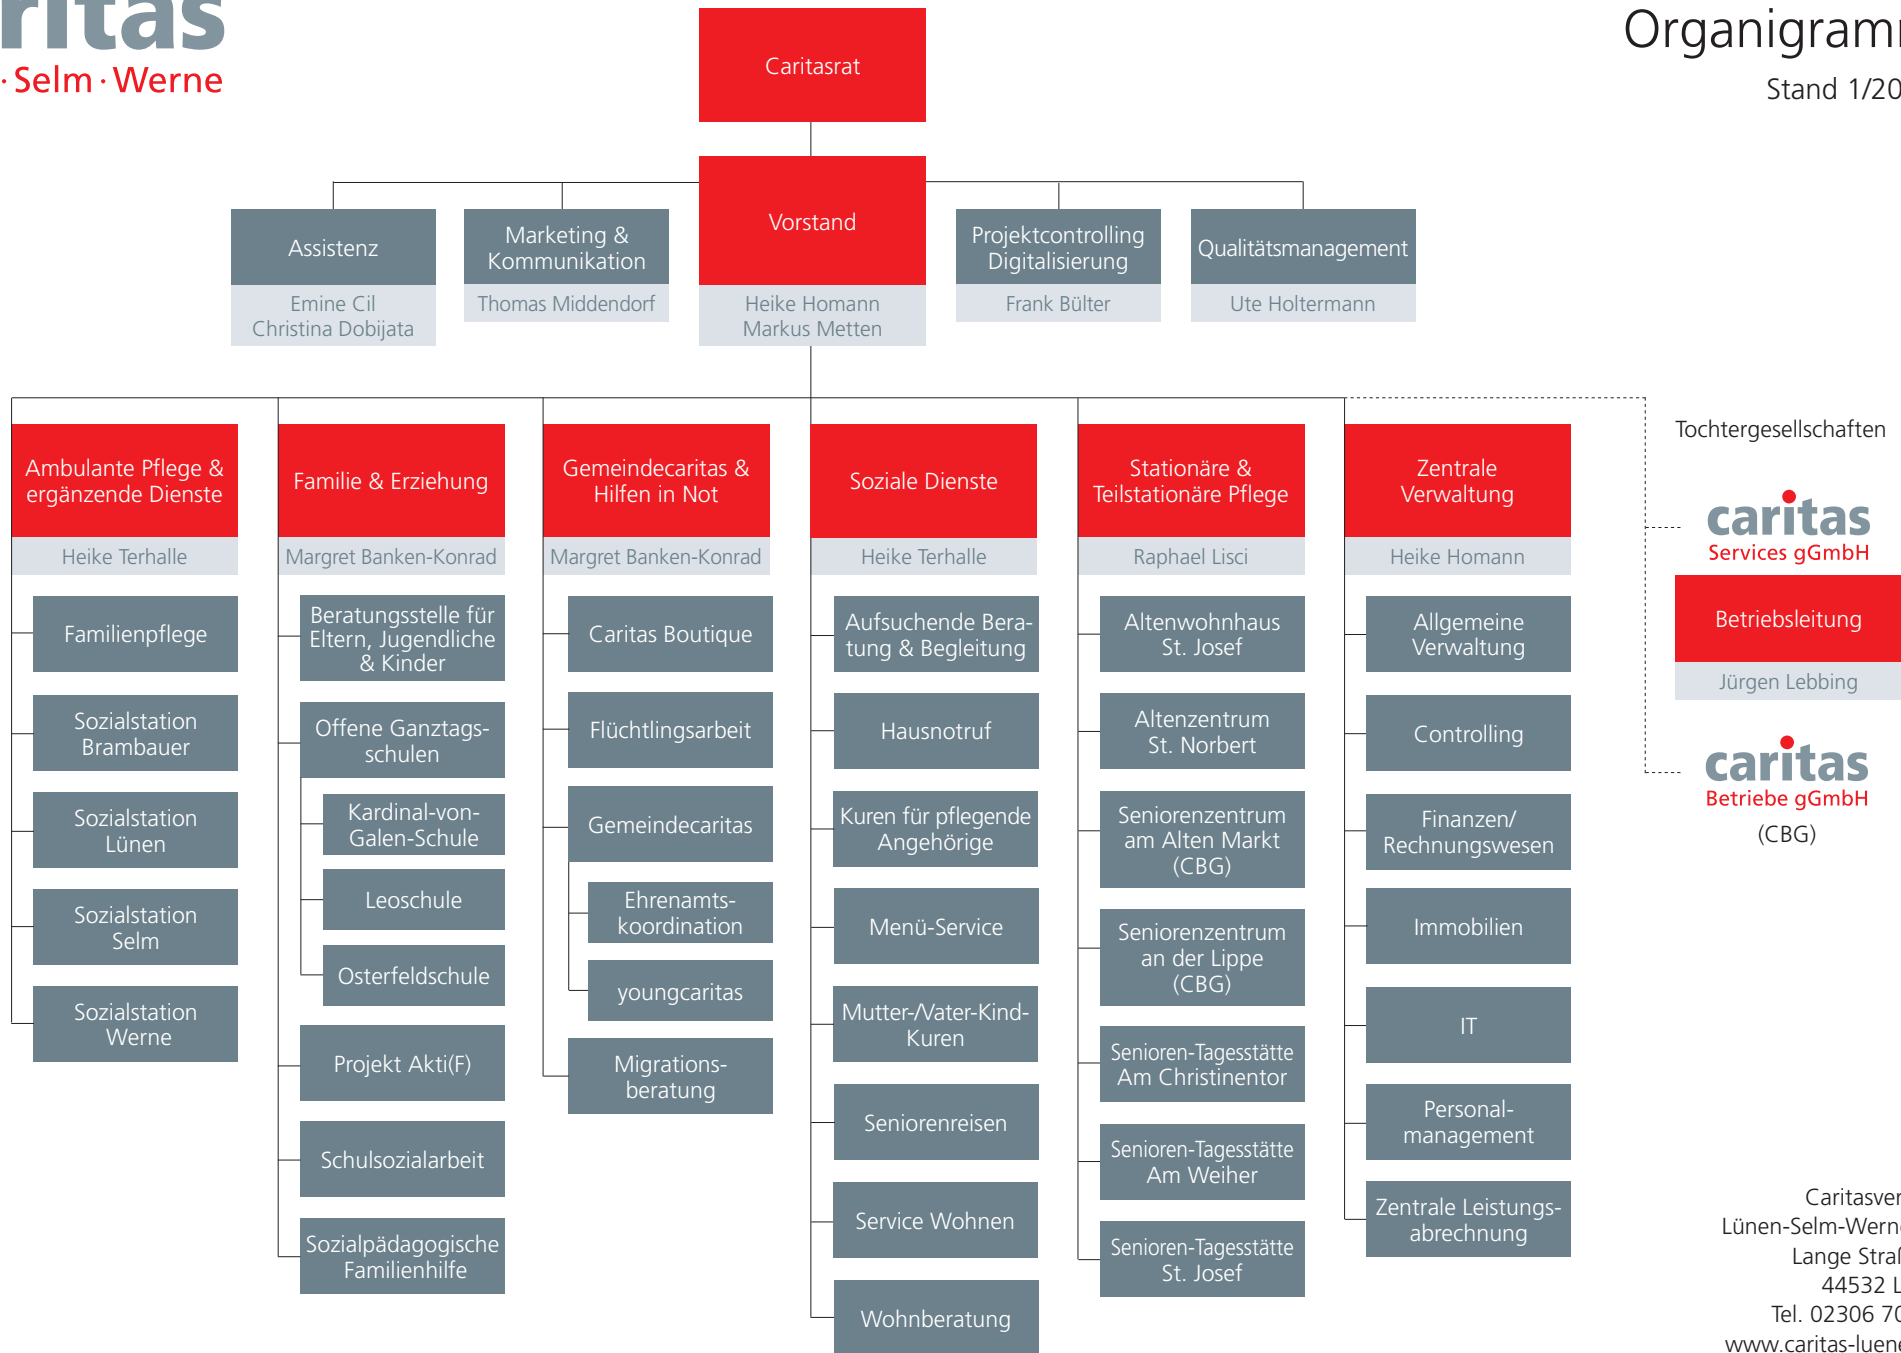 ritas
· Selm · Werne
Organigramm
Stand 1/20
Caritasrat
Vorstand
Heike Homann
Markus Metten
Assistenz
Emine Cil
Christina Dobijata
Marketing &
Kommunikation
Thomas Middendorf
Projektcontrolling
Digitalisierung
Frank Bülter
Qualitätsmanagement
Ute Holtermann
Ambulante Pflege &
ergänzende Dienste
Heike Terhalle
Familienpflege
Sozialstation
Brambauer
Sozialstation
Lünen
Sozialstation
Selm
Sozialstation
Werne
Familie & Erziehung
Margret Banken-Konrad
Beratungsstelle für
Eltern, Jugendliche
& Kinder
Offene Ganztags-
schulen
Kardinal-von-
Galen-Schule
Leoschule
Osterfeldschule
Projekt Akti(F)
Schulsozialarbeit
Sozialpädagogische
Familienhilfe
Gemeindecaritas &
Hilfen in Not
Margret Banken-Konrad
Caritas Boutique
Flüchtlingsarbeit
Gemeindecaritas
Ehrenamts-
koordination
youngcaritas
Migrations-
beratung
Soziale Dienste
Heike Terhalle
Aufsuchende Bera-
tung & Begleitung
Hausnotruf
Kuren für pflegende
Angehörige
Menü-Service
Mutter-/Vater-Kind-
Kuren
Seniorenreisen
Service Wohnen
Wohnberatung
Stationäre &
Teilstationäre Pflege
Raphael Lisci
Altenwohnhaus
St. Josef
Altenzentrum
St. Norbert
Seniorenzentrum
am Alten Markt
(CBG)
Seniorenzentrum
an der Lippe
(CBG)
Senioren-Tagesstätte
Am Christinentor
Senioren-Tagesstätte
Am Weiher
Senioren-Tagesstätte
St. Josef
Zentrale
Verwaltung
Heike Homann
Allgemeine
Verwaltung
Controlling
Finanzen/
Rechnungswesen
Immobilien
IT
Personal-
management
Zentrale Leistungs-
abrechnung
Tochtergesellschaften
caritas
Services gGmbH
Betriebsleitung
Jürgen Lebbing
caritas
Betriebe gGmbH
(CBG)
Caritasver
Lünen-Selm-Werne
Lange Straß
44532 L
Tel. 02306 70
www.caritas-luene